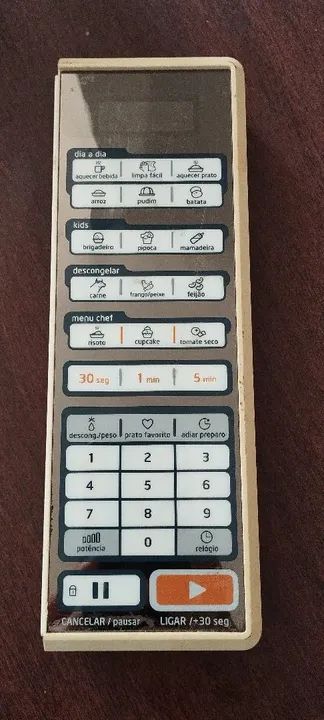 dia a dia
aquecer bebida limpa fácil aquecer prato
arroz pudim batata
kids
brigadeiro pipoca mamadeira
descongelar
carne frango/peixe feijão
menu chef
risoto cupcake tomate seco
30 seg 1 min 5 min
descong./peso prato favorito adiar preparo
1 2 3
4 5 6
7 8 9
potência 0 relógio
CANCELAR / pausar LIGAR /+30 seg